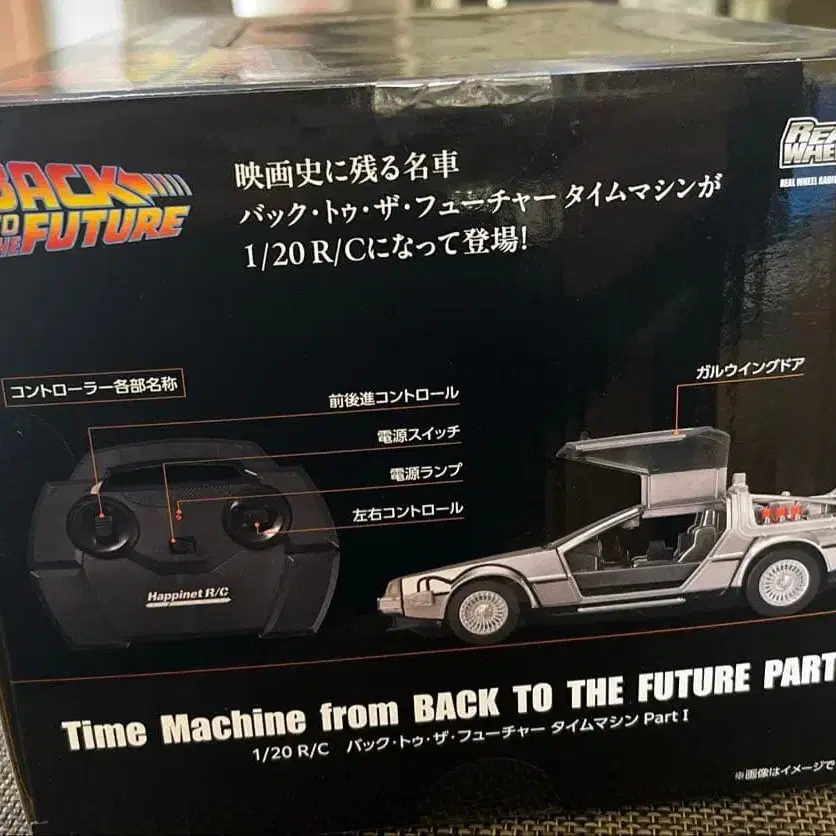 BACK
TO
THE FUTURE
映画史に残る名車
バック・トゥ・ザ・フューチャー タイムマシンが
1/20 R/Cになって登場!
REA
WHEE
REAL WHEEL RADIO
コントローラー各部名称
前後進コントロール
電源スイッチ
電源ランプ
左右コントロール
ガルウイングドア
Happinet R/C
Time Machine from BACK TO THE FUTURE PART
1/20 R/C バック・トゥ・ザ・フューチャー タイムマシン Part I
※画像はイメージで